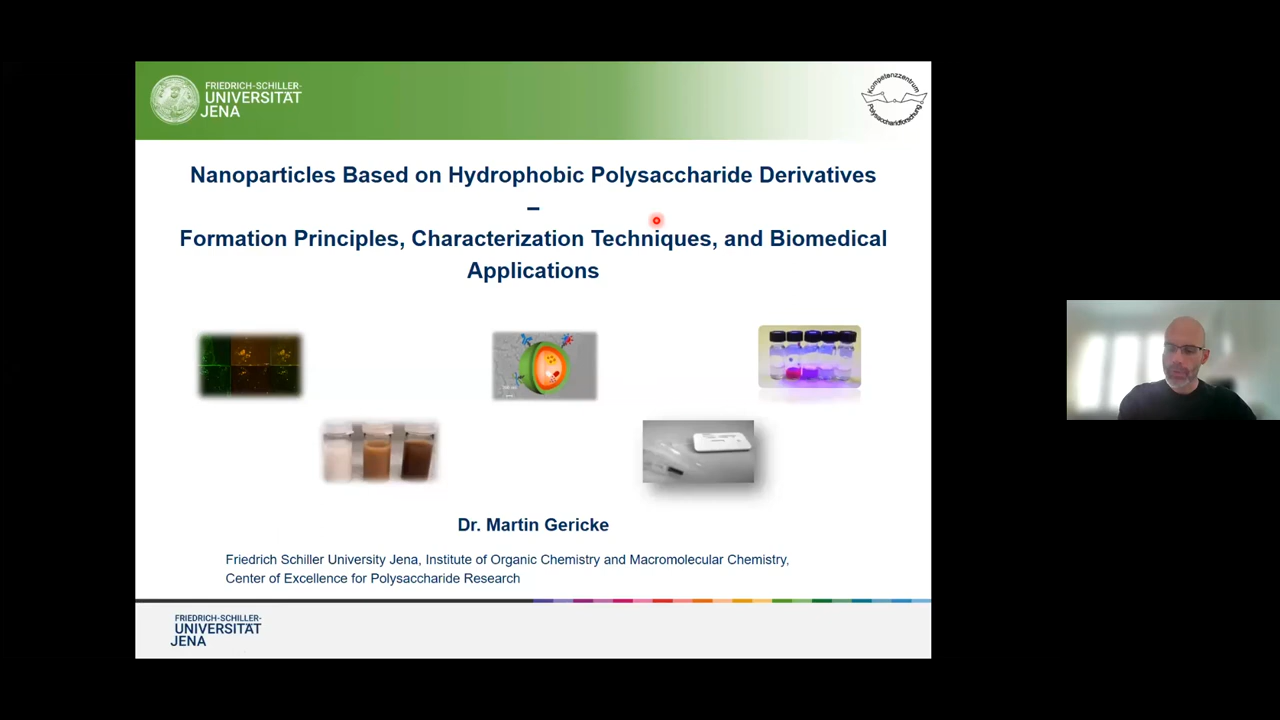 FRIEDRICH-SCHILLER-
UNIVERSITÄT
JENA
Kompetenzzentrum
Polysaccharidforschung
Nanoparticles Based on Hydrophobic Polysaccharide Derivatives
–
Formation Principles, Characterization Techniques, and Biomedical
Applications
Dr. Martin Gericke
Friedrich Schiller University Jena, Institute of Organic Chemistry and Macromolecular Chemistry,
Center of Excellence for Polysaccharide Research
FRIEDRICH-SCHILLER-
UNIVERSITÄT
JENA